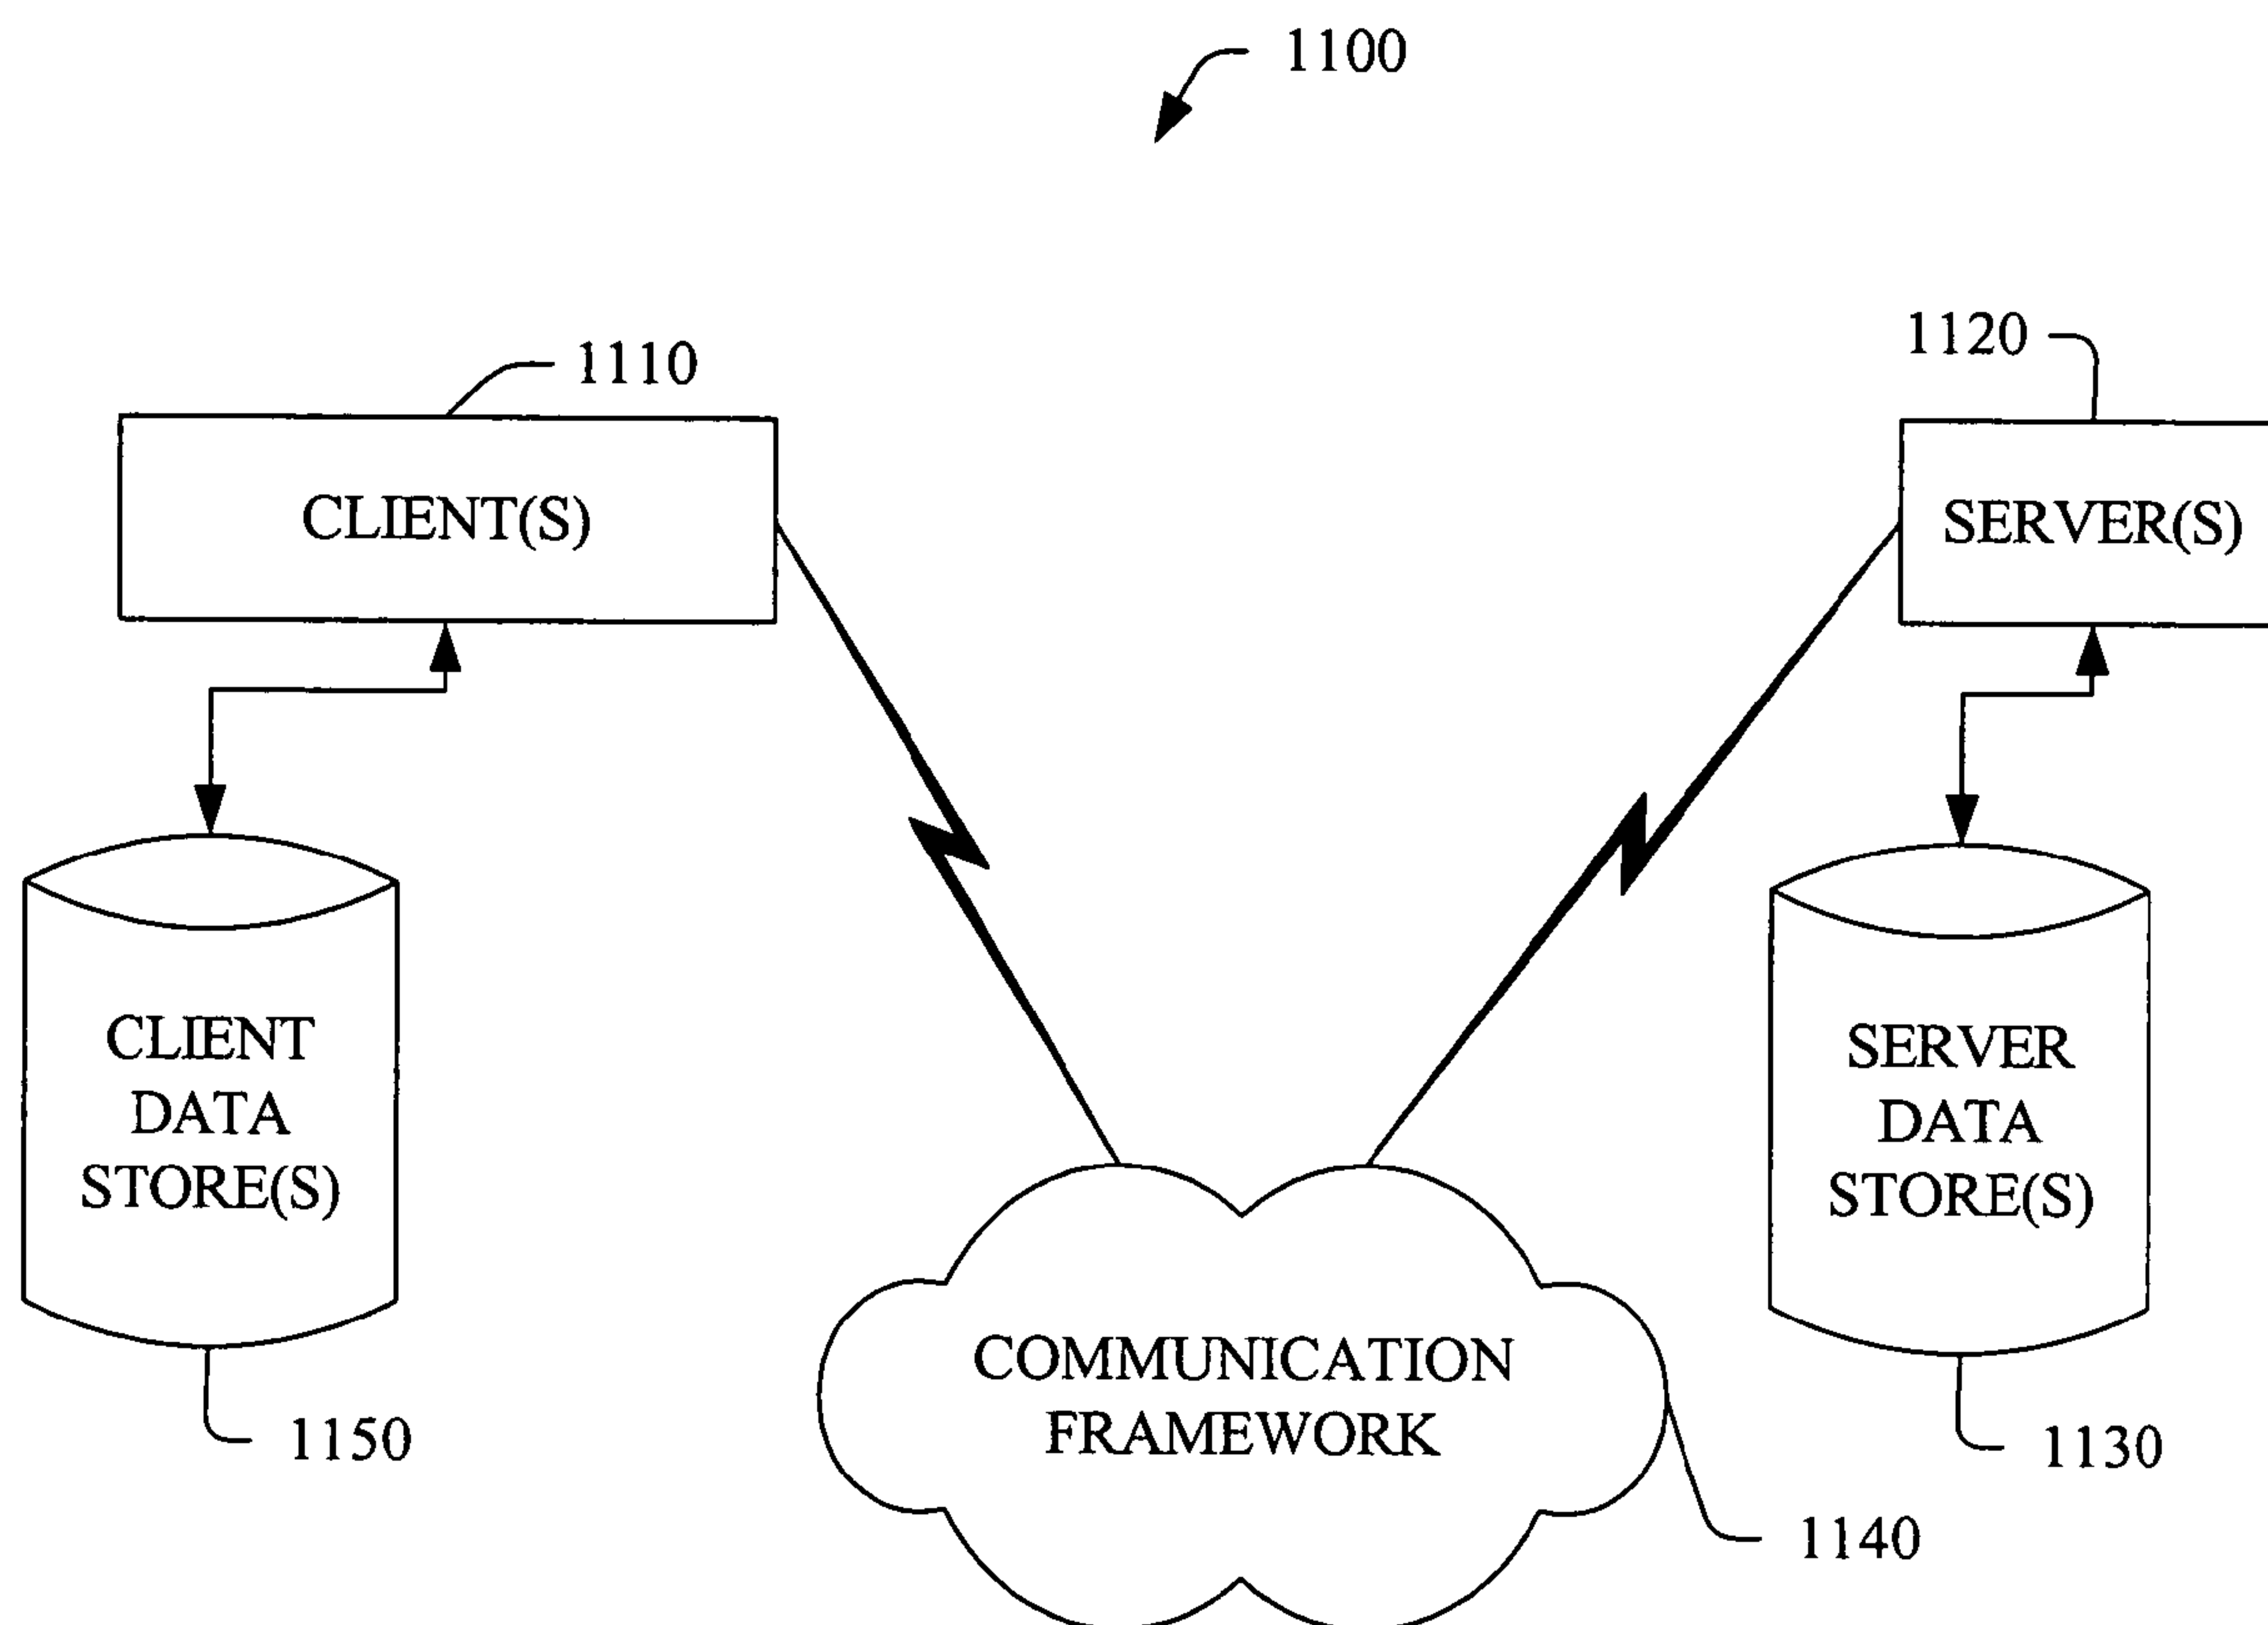 1100
1110
1120
CLIENT(S)
SERVER(S)
CLIENT
DATA
STORE(S)
SERVER
DATA
STORE(S)
COMMUNICATION
FRAMEWORK
1150
1130
1140